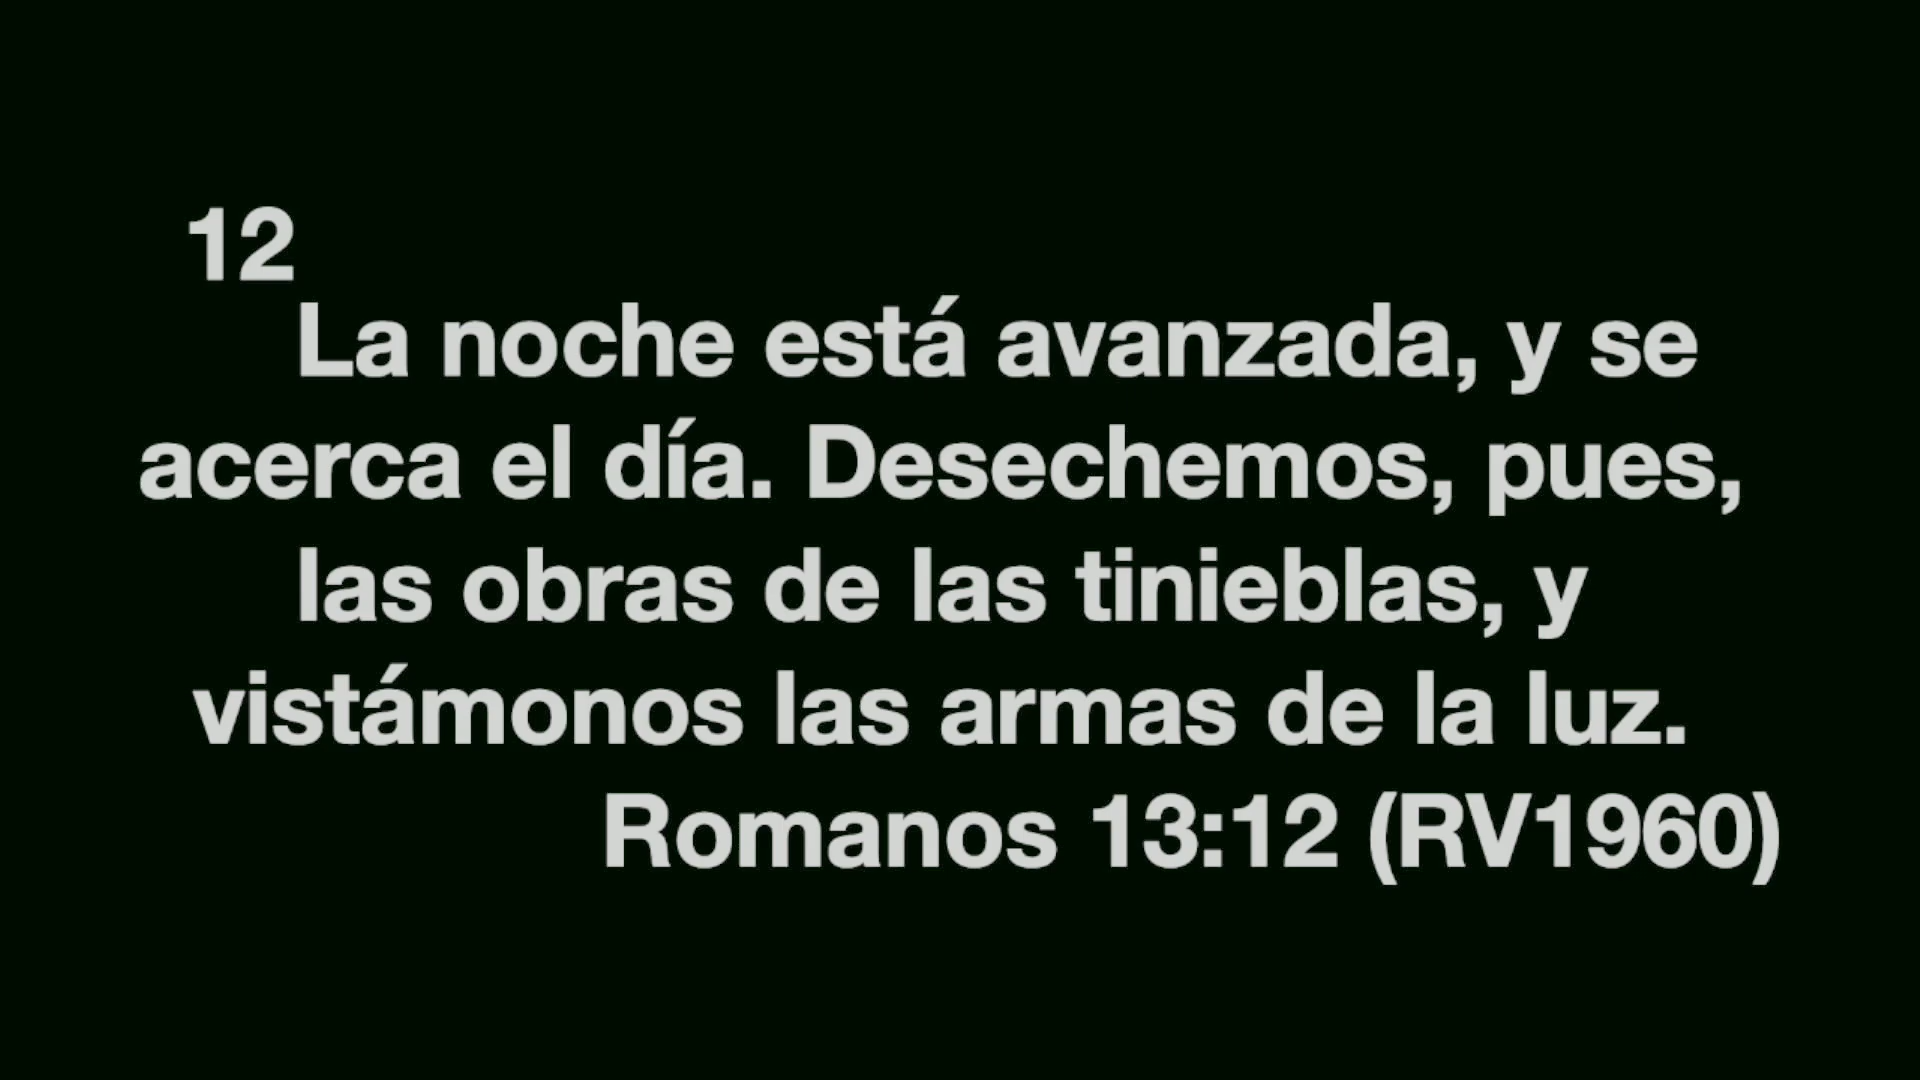 12
La noche está avanzada, y se
acerca el día. Desechemos, pues,
las obras de las tinieblas, y
vistámonos las armas de la luz.
Romanos 13:12 (RV1960)